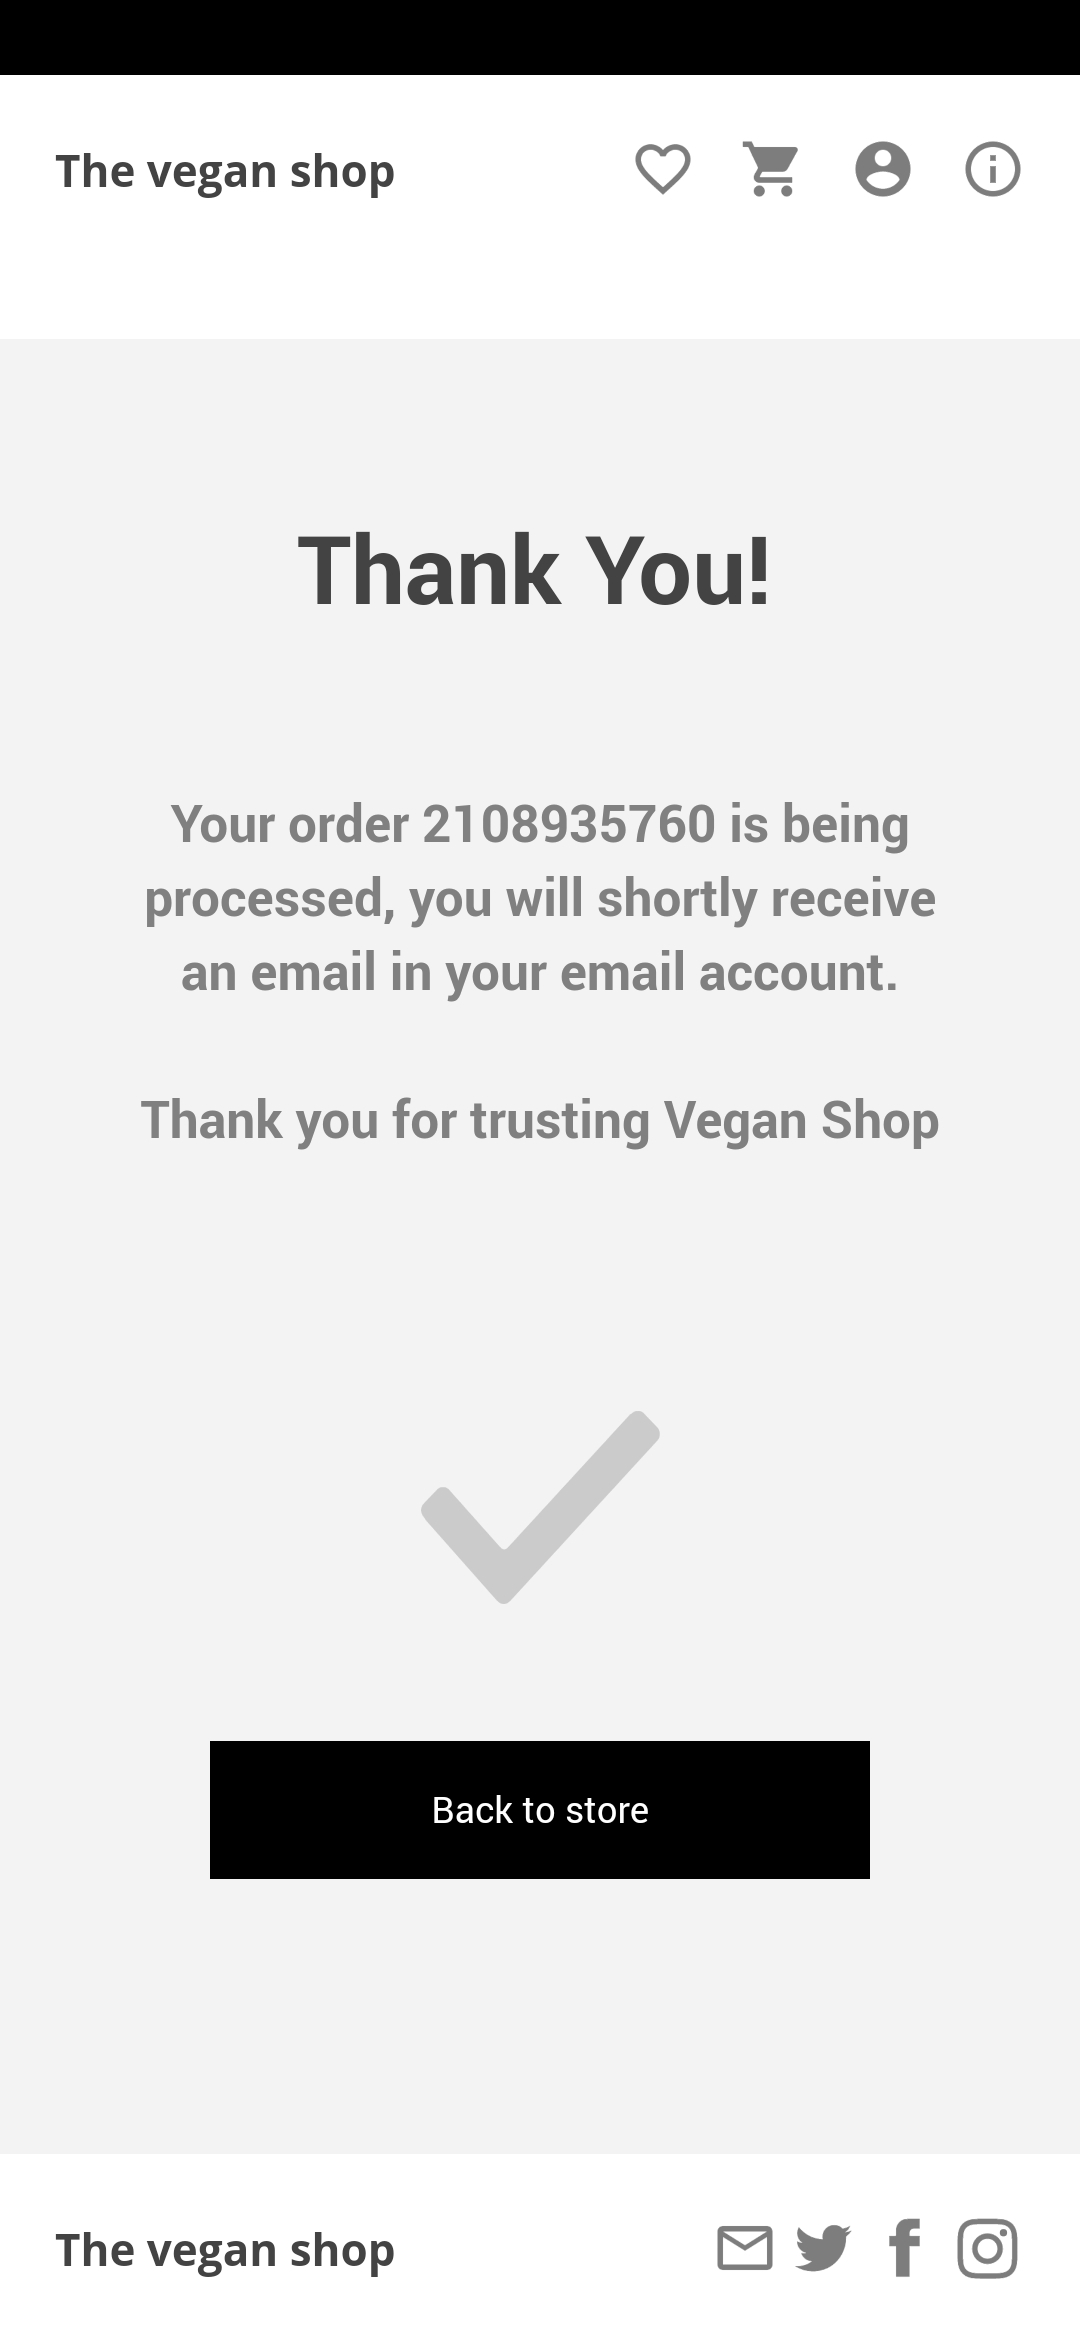 The vegan shop
Thank You!
Your order 2108935760 is being
processed, you will shortly receive
an email in your email account.
Thank you for trusting Vegan Shop
Back to store
The vegan shop